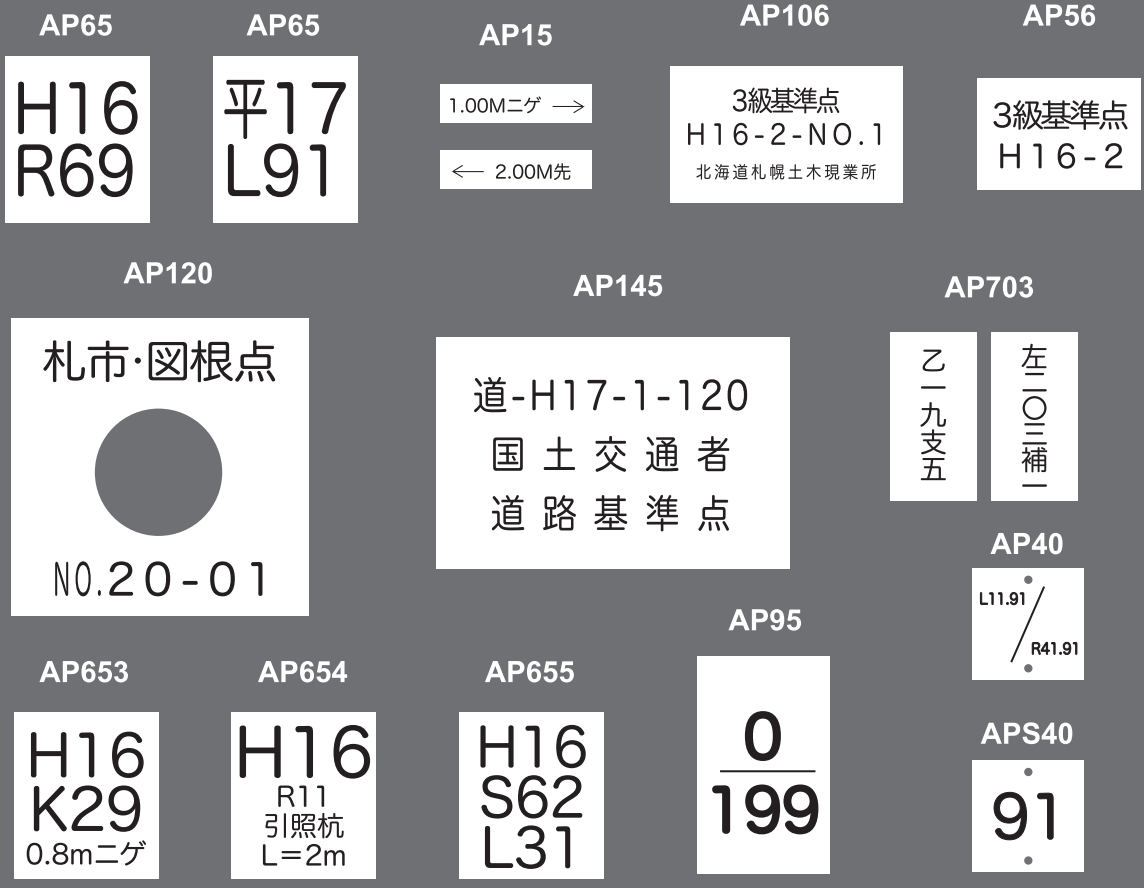 AP65
H16
R69
AP65
平17
L91
AP15
1.00Mニゲ →
← 2.00M先
AP106
3級基準点
H16-2-NO.1
北海道札幌土木現業所
AP56
3級基準点
H16-2
AP120
札市・図根点
NO.20-01
AP145
道-H17-1-120
国土交通者
道路基準点
AP703
乙一九支五
左二〇三補一
AP40
L11.91
R41.91
AP653
H16
K29
0.8mニゲ
AP654
H16
R11
引照杭
L=2m
AP655
H16
S62
L31
AP95
0
199
APS40
91